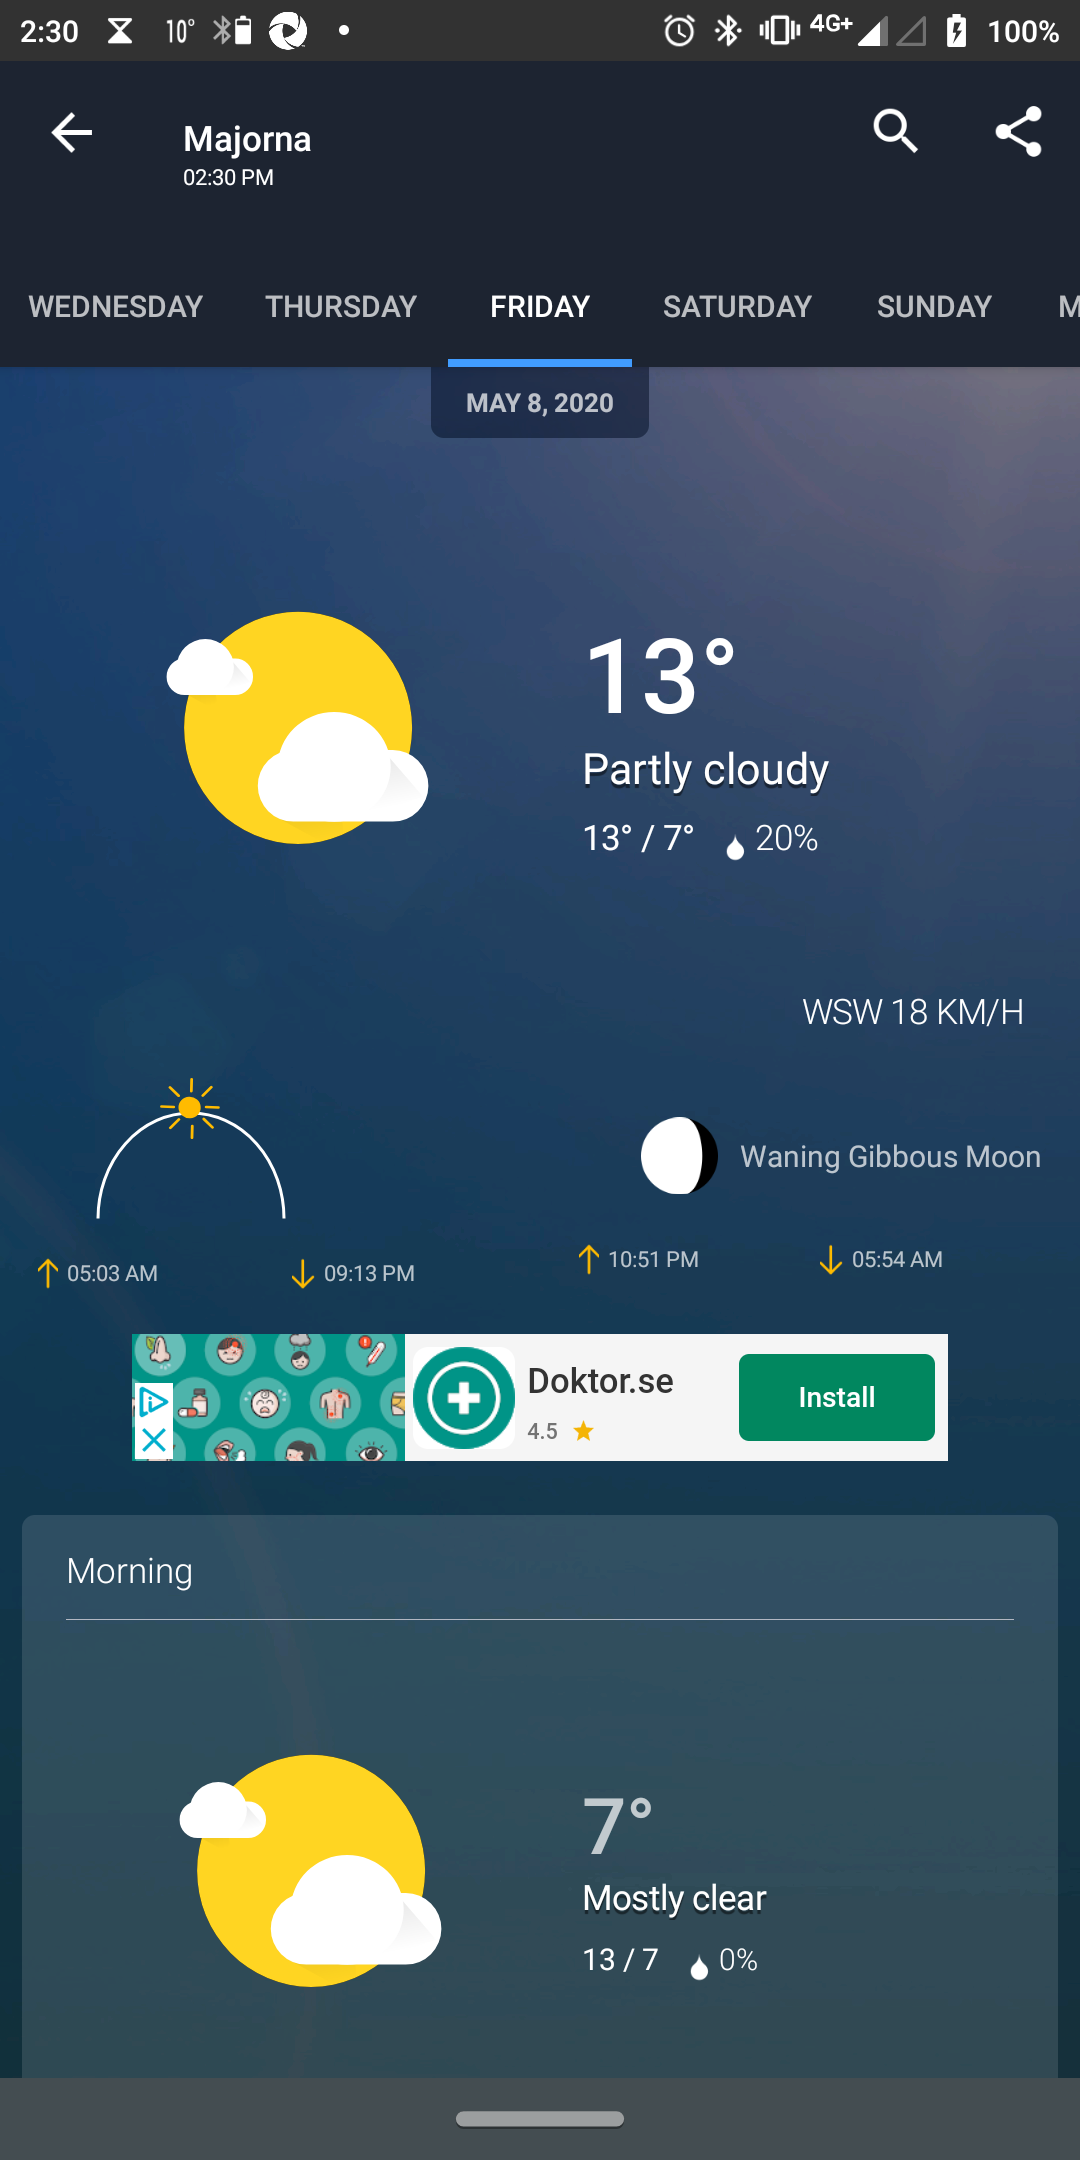 2:30 10° 4G+ 100%
Majorna
02:30 PM
WEDNESDAY THURSDAY FRIDAY SATURDAY SUNDAY M
MAY 8, 2020
13°
Partly cloudy
13° / 7° 20%
WSW 18 KM/H
Waning Gibbous Moon
05:03 AM 09:13 PM 10:51 PM 05:54 AM
Doktor.se
4.5
Install
Morning
7°
Mostly clear
13 / 7 0%